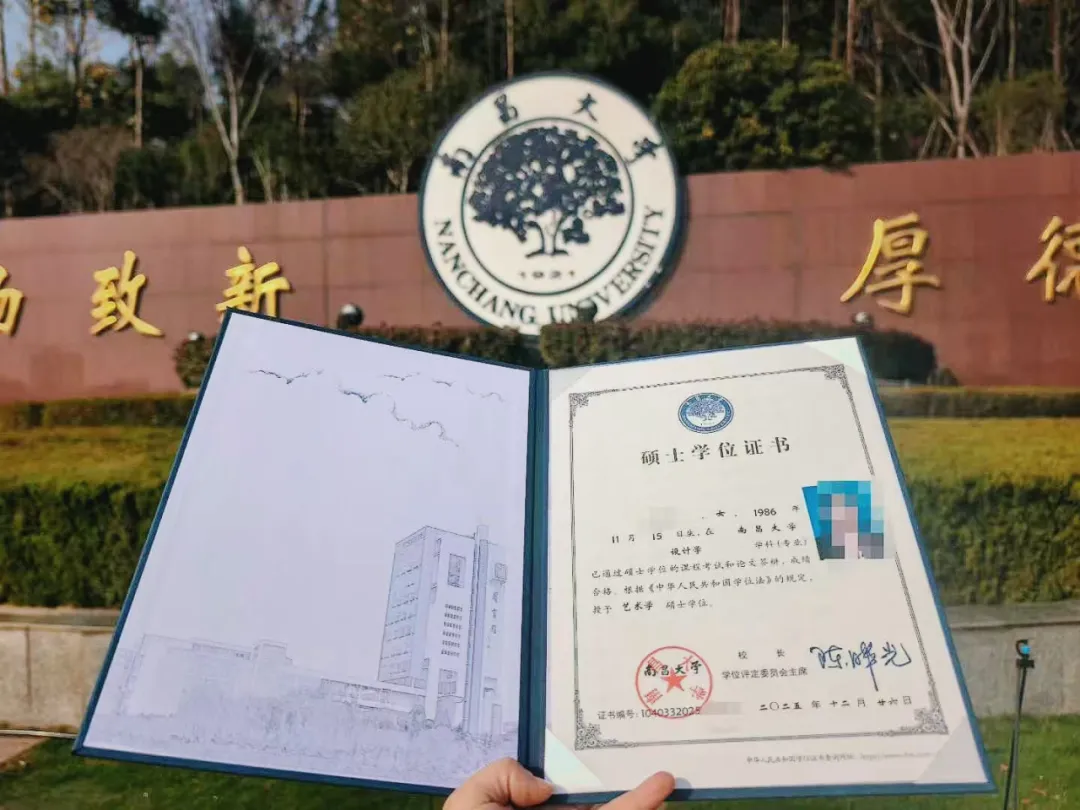 南昌大学
1921
NANCHANG UNIVERSITY
致新
厚德
硕士学位证书
，女，1986 年
11 月 15 日生，在 南昌大学
设计学 学科(专业)
已通过硕士学位的课程考试和论文答辩，成绩
合格。根据《中华人民共和国学位法》的规定，
授予 艺术学 硕士学位。
南昌大学
校 长
学位评定委员会主席
陈晔光
证书编号：1040332025
二〇二五 年 十二 月 廿六 日